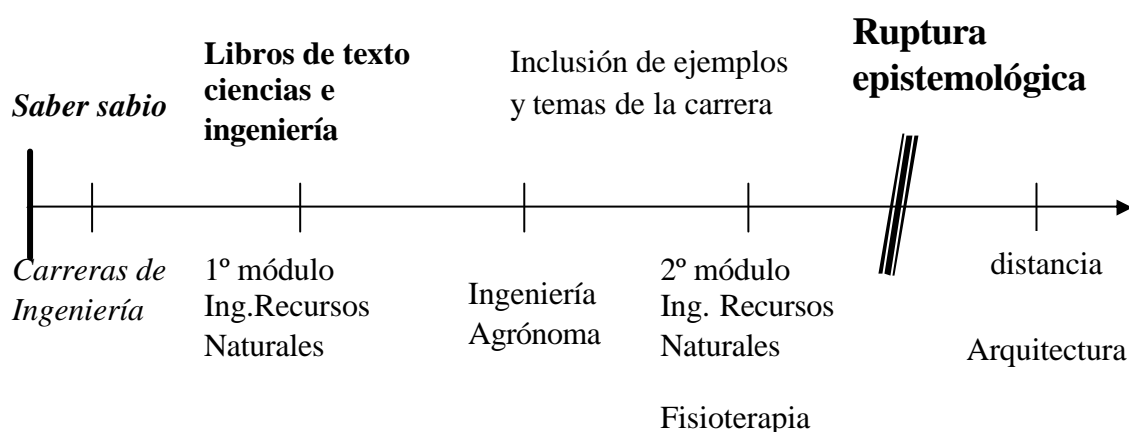 Saber sabio
Libros de texto
ciencias e
ingeniería
Inclusión de ejemplos
y temas de la carrera
Ruptura
epistemológica
Carreras de
Ingeniería
1º módulo
Ing.Recursos
Naturales
Ingeniería
Agrónoma
2º módulo
Ing. Recursos
Naturales
Fisioterapia
distancia
Arquitectura